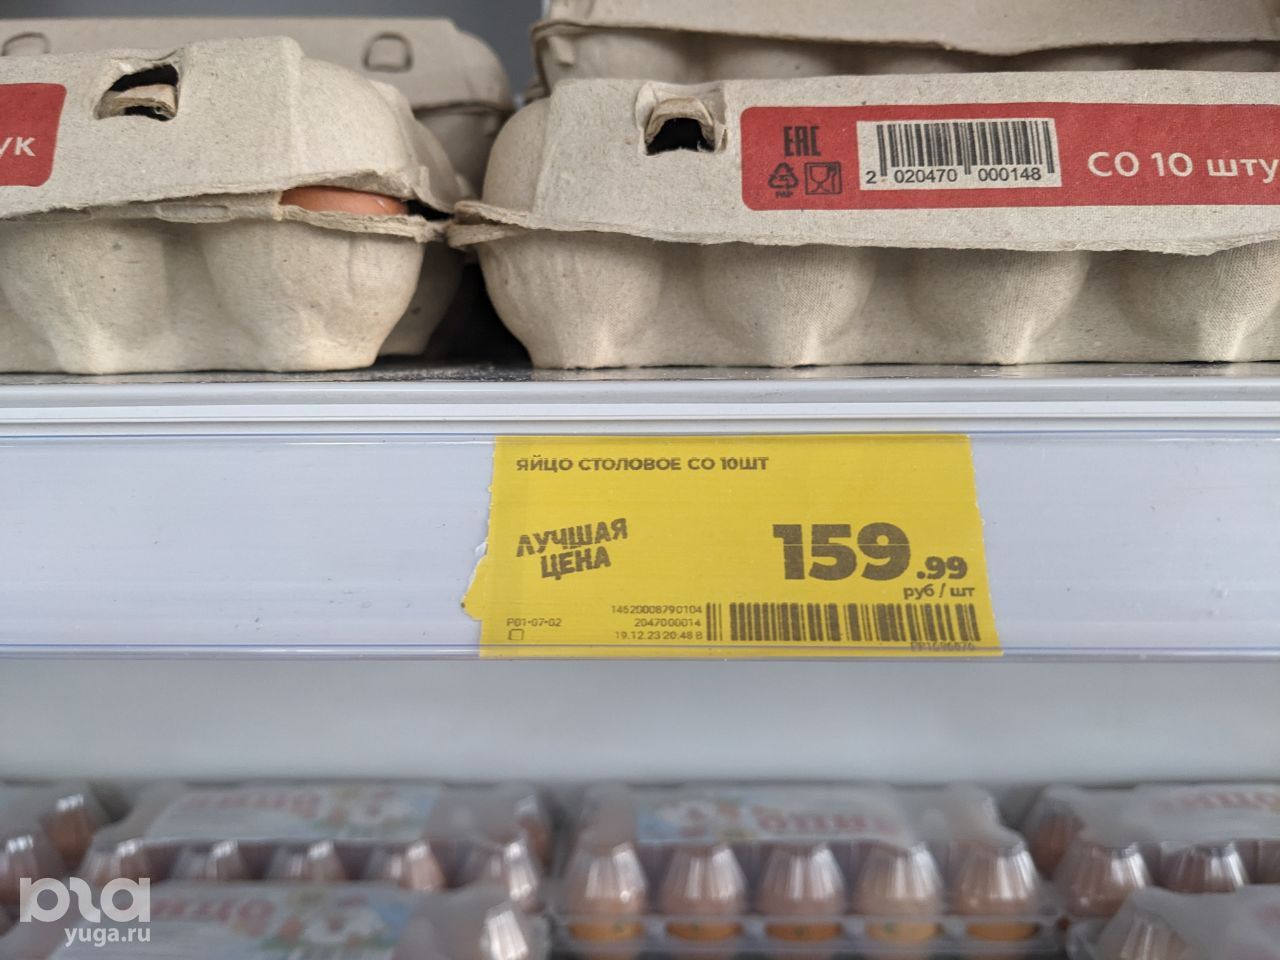 ук
EAC
2 020470 000148
СО 10 шту
PAP
ЯЙЦО СТОЛОВОЕ СО 10ШТ
ЛУЧШАЯ
ЦЕНА
159.99
руб / шт
14620008790104
P01-07-02
2047000014
19.12.23 20:48 В
yuga.ru